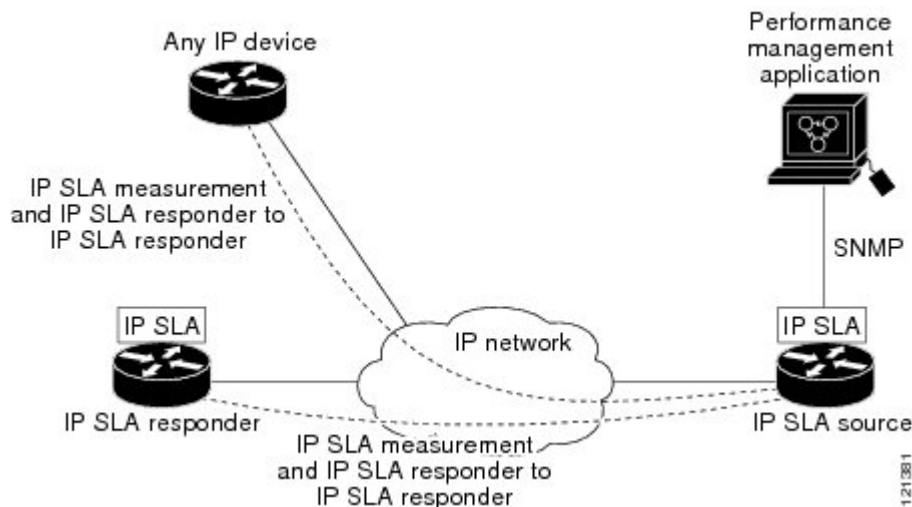 Any IP device
Performance
management
application
IP SLA measurement
and IP SLA responder to
IP SLA responder
SNMP
IP SLA
IP SLA
IP network
IP SLA responder
IP SLA source
IP SLA measurement
and IP SLA responder to
IP SLA responder
121381